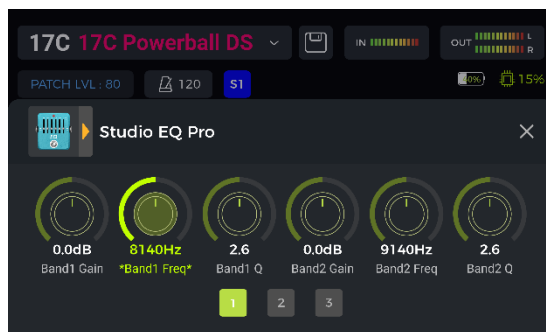 17C 17C Powerball DS
IN
OUT L
R
PATCH LVL: 80
120
S1
15%
Studio EQ Pro
0.0dB
8140Hz
2.6
0.0dB
9140Hz
2.6
Band1 Gain
*Band1 Freq*
Band1 Q
Band2 Gain
Band2 Freq
Band2 Q
1
2
3